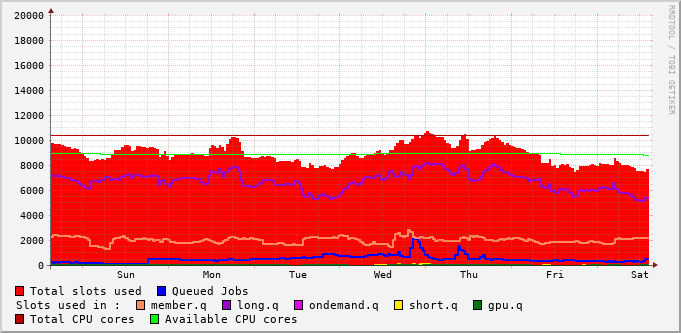 20000
18000
16000
14000
12000
10000
8000
6000
4000
2000
0
Sun Mon Tue Wed Thu Fri Sat
RRDTOOL / TOBI OETIKER
Total slots used Queued Jobs
Slots used in : member.q long.q ondemand.q short.q gpu.q
Total CPU cores Available CPU cores